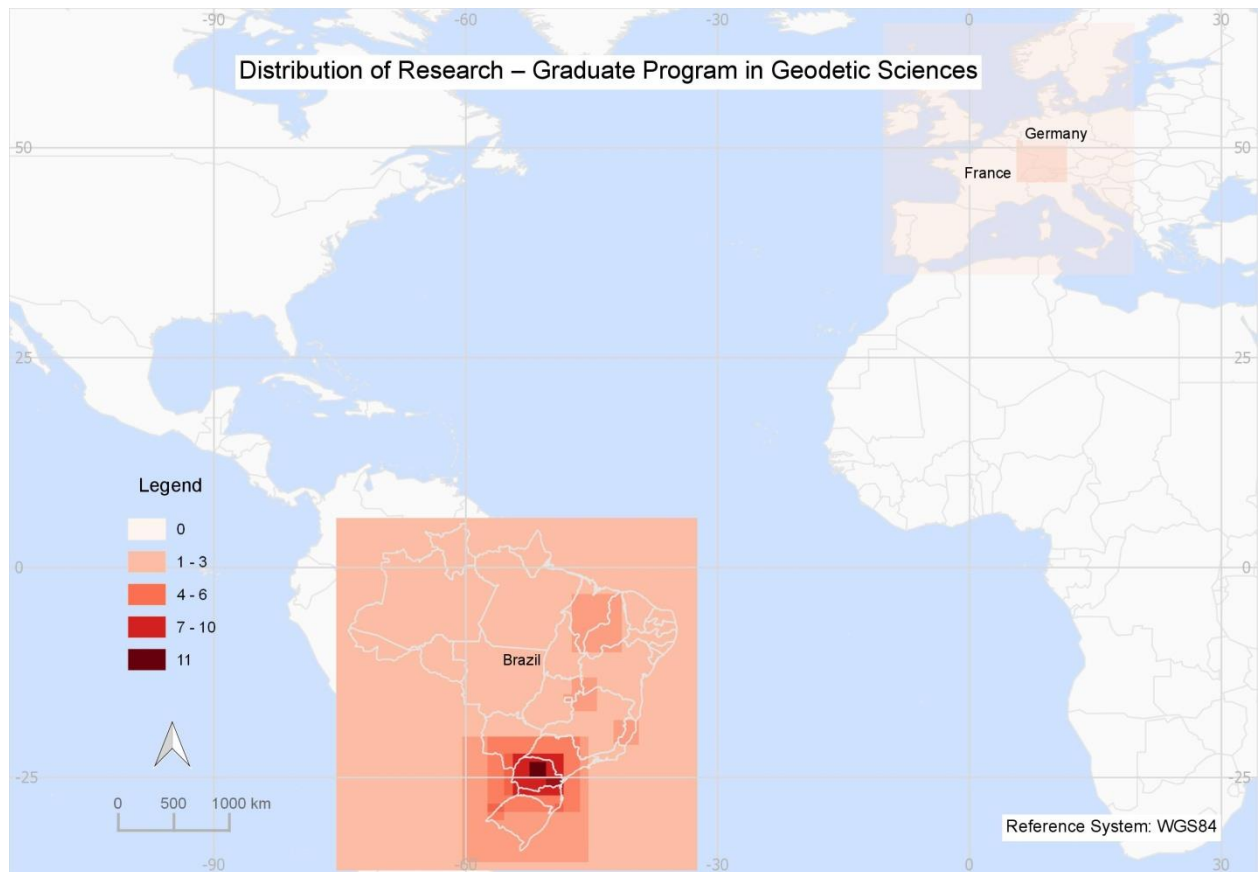 -90 -60 -30 0 30
Distribution of Research – Graduate Program in Geodetic Sciences
Germany
50 50
France
25 25
Legend
0
0 0
1 - 3
4 - 6
7 - 10
Brazil
11
-25 -25
0 500 1000 km
Reference System: WGS84
-90 -60 -30 0 30